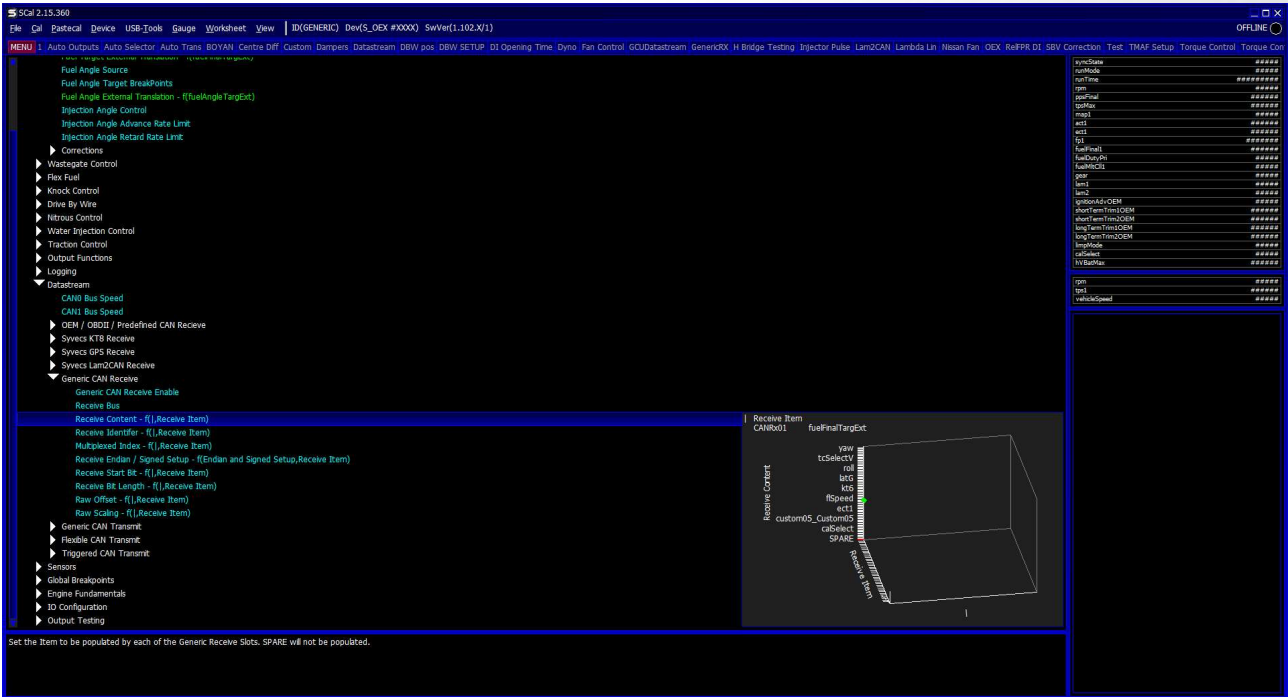 SCal 2.15.360
File Cal Pastecal Device USB-Tools Gauge Worksheet View ID(GENERIC) Dev(S_OEX #XXXX) SwVer(1.102.X/1) OFFLINE
MENU 1 Auto Outputs Auto Selector Auto Trans BOYAN Centre Diff Custom Dampers Datastream DBW pos DBW SETUP DI Opening Time Dyno Fan Control GCUDatastream GenericRX H Bridge Testing Injector Pulse Lam2CAN Lambda Lin Nissan Fan OEX RelFPR DI SBV Correction Test TMAF Setup Torque Control Torque Con
Fuel Angle Source
Fuel Angle Target BreakPoints
Fuel Angle External Translation - f(fuelAngleTargExt)
Injection Angle Control
Injection Angle Advance Rate Limit
Injection Angle Retard Rate Limit
Corrections
Wastegate Control
Flex Fuel
Knock Control
Drive By Wire
Nitrous Control
Water Injection Control
Traction Control
Output Functions
Logging
Datastream
CAN0 Bus Speed
CAN1 Bus Speed
OEM / OBDII / Predefined CAN Recieve
Syvecs KTB Receive
Syvecs GPS Receive
Syvecs Lam2CAN Receive
Generic CAN Receive
Generic CAN Receive Enable
Receive Bus
Receive Content - f(|,Receive Item)
Receive Identifer - f(|,Receive Item)
Multiplexed Index - f(|,Receive Item)
Receive Endian / Signed Setup - f(Endian and Signed Setup,Receive Item)
Receive Start Bit - f(|,Receive Item)
Receive Bit Length - f(|,Receive Item)
Raw Offset - f(|,Receive Item)
Raw Scaling - f(|,Receive Item)
Generic CAN Transmit
Flexible CAN Transmit
Triggered CAN Transmit
Sensors
Global Breakpoints
Engine Fundamentals
IO Configuration
Output Testing
| Receive Item
CANRx01 fuelFinalTargExt
yaw
tcSelectV
roll
latG
kt6
flSpeed
ect1
custom05_Custom05
calSelect
SPARE
Receive Content
Receive Item
|
syncState #####
runMode #####
runTime #########
rpm #####
ppsFinal ######
tpsMax ######
map1 ######
act1 ######
ect1 ######
fp1 #######
fuelFinal1 ######
fuelDutyPri ######
fuelMltCll1 ######
gear #####
lam1 #####
lam2 #####
ignitionAdvOEM #####
shortTermTrim1OEM ######
shortTermTrim2OEM ######
longTermTrim1OEM ######
longTermTrim2OEM ######
limpMode #####
calSelect #####
hVBatMax ######
rpm #####
tps1 ######
vehicleSpeed #####
Set the Item to be populated by each of the Generic Receive Slots. SPARE will not be populated.